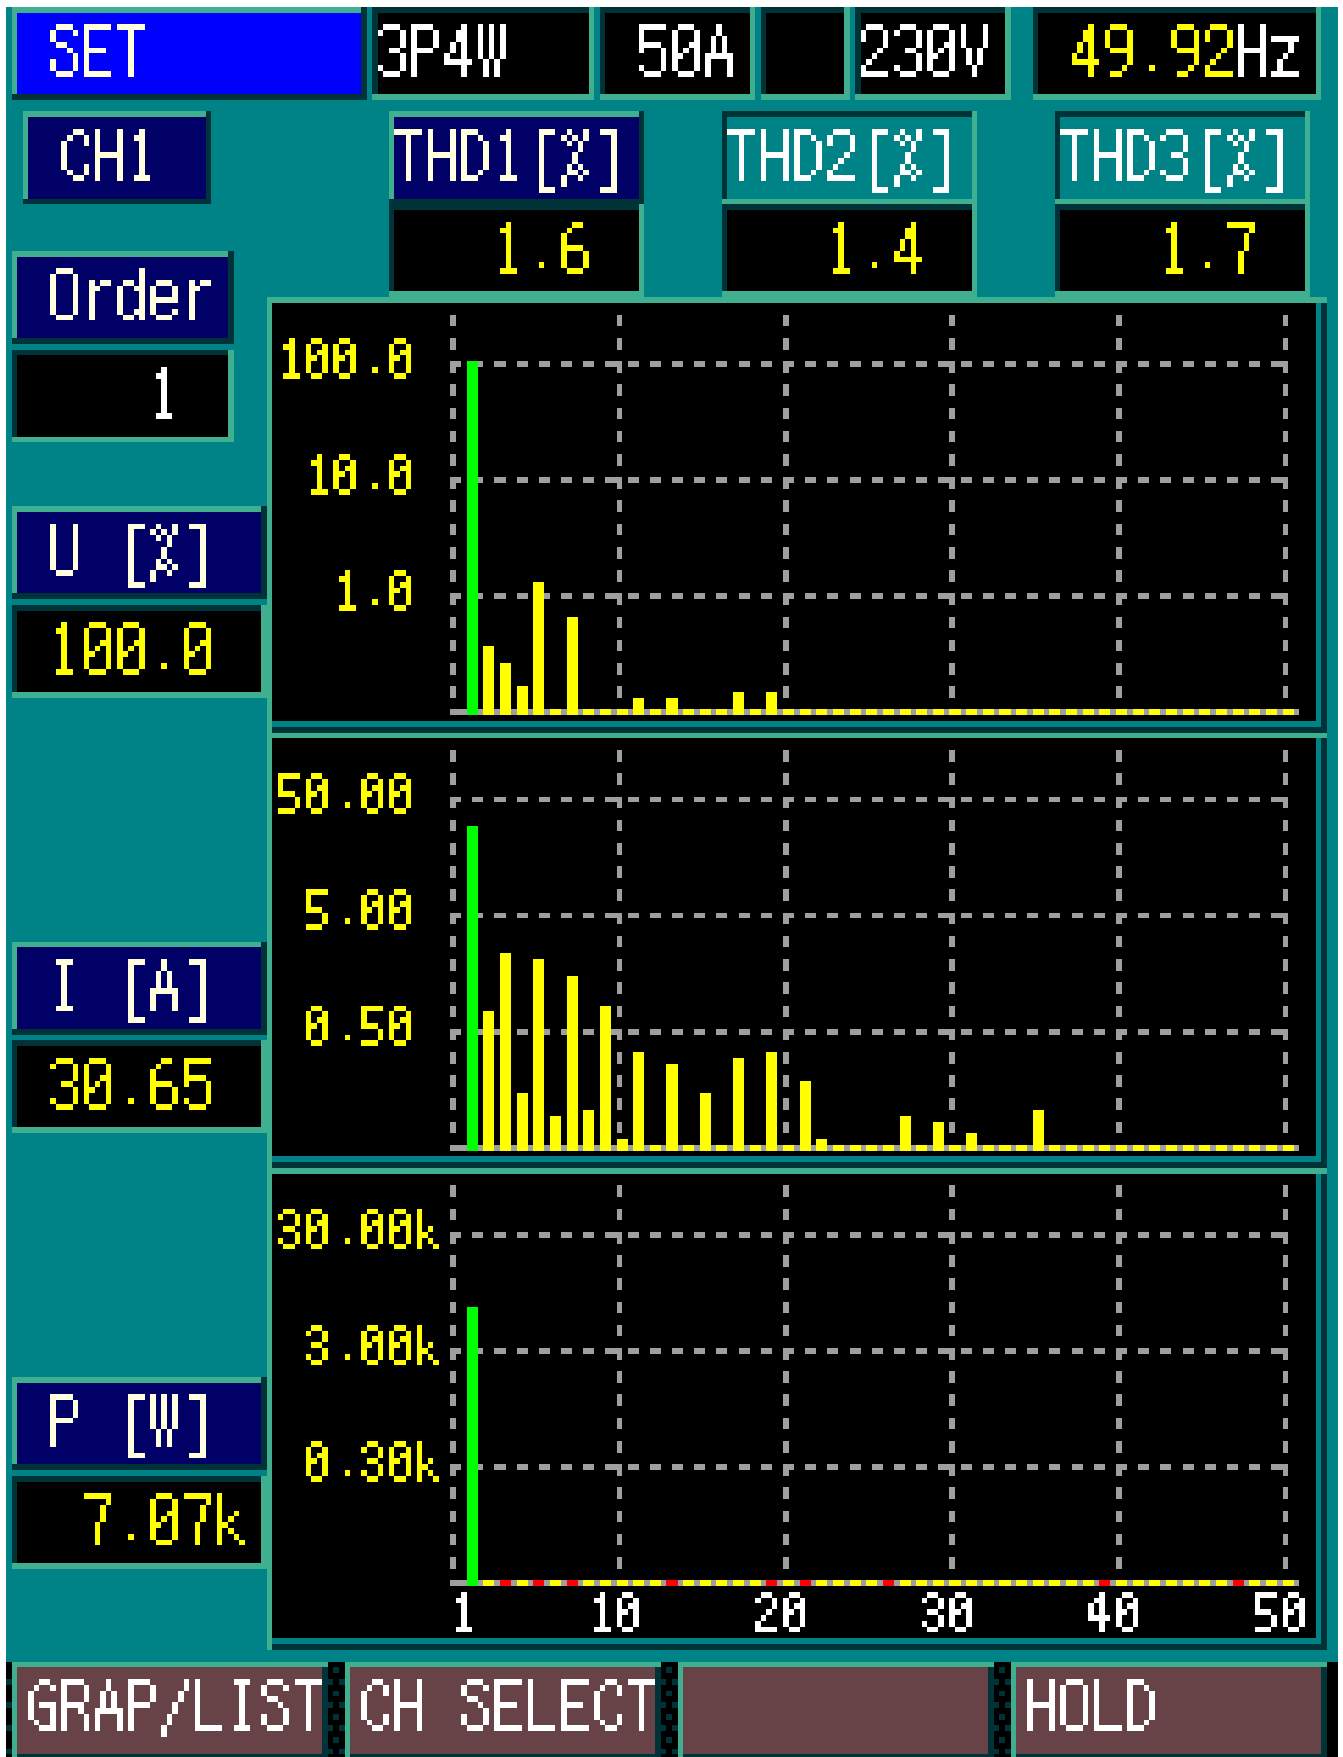 SET 3P4W 50A 230V 49.92Hz
CH1 THD1[%] THD2[%] THD3[%]
1.6 1.4 1.7
Order
1
100.0
10.0
U [%]
1.0
100.0
50.00
5.00
I [A]
0.50
30.65
30.00k
3.00k
P [W]
0.30k
7.07k
1 10 20 30 40 50
GRAP/LIST CH SELECT HOLD